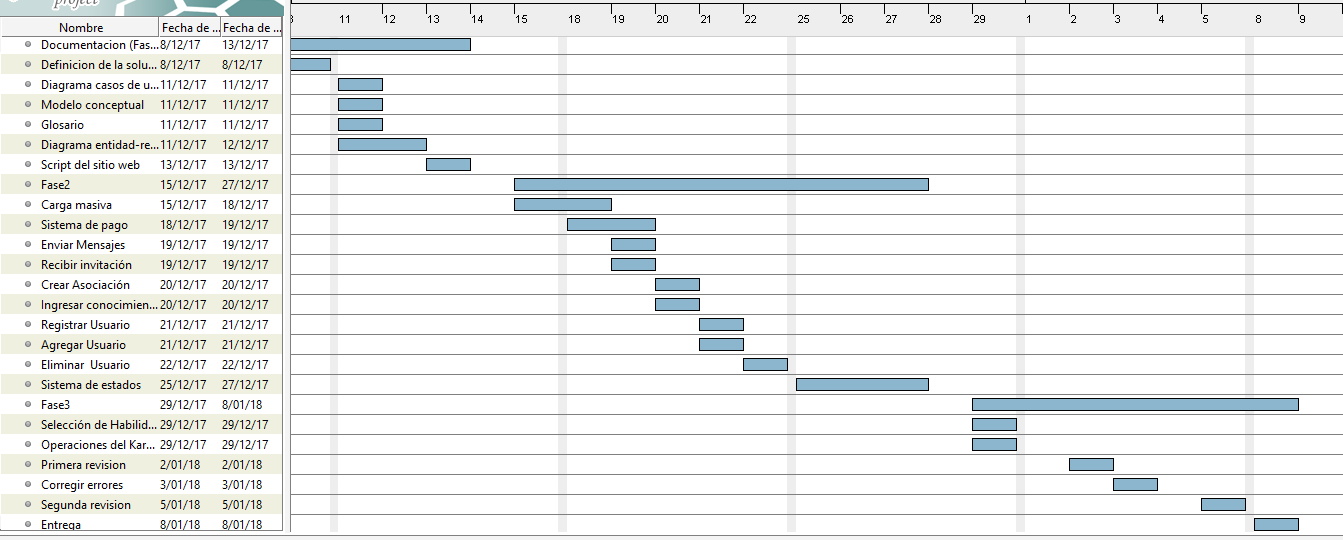 project
8 11 12 13 14 15 18 19 20 21 22 25 26 27 28 29 1 2 3 4 5 8 9
Nombre Fecha de ... Fecha de ...
Documentacion (Fas... 8/12/17 13/12/17
Definicion de la solu... 8/12/17 8/12/17
Diagrama casos de u... 11/12/17 11/12/17
Modelo conceptual 11/12/17 11/12/17
Glosario 11/12/17 11/12/17
Diagrama entidad-re... 11/12/17 12/12/17
Script del sitio web 13/12/17 13/12/17
Fase2 15/12/17 27/12/17
Carga masiva 15/12/17 18/12/17
Sistema de pago 18/12/17 19/12/17
Enviar Mensajes 19/12/17 19/12/17
Recibir invitación 19/12/17 19/12/17
Crear Asociación 20/12/17 20/12/17
Ingresar conocimien... 20/12/17 20/12/17
Registrar Usuario 21/12/17 21/12/17
Agregar Usuario 21/12/17 21/12/17
Eliminar Usuario 22/12/17 22/12/17
Sistema de estados 25/12/17 27/12/17
Fase3 29/12/17 8/01/18
Selección de Habilid... 29/12/17 29/12/17
Operaciones del Kar... 29/12/17 29/12/17
Primera revision 2/01/18 2/01/18
Corregir errores 3/01/18 3/01/18
Segunda revision 5/01/18 5/01/18
Entrega 8/01/18 8/01/18